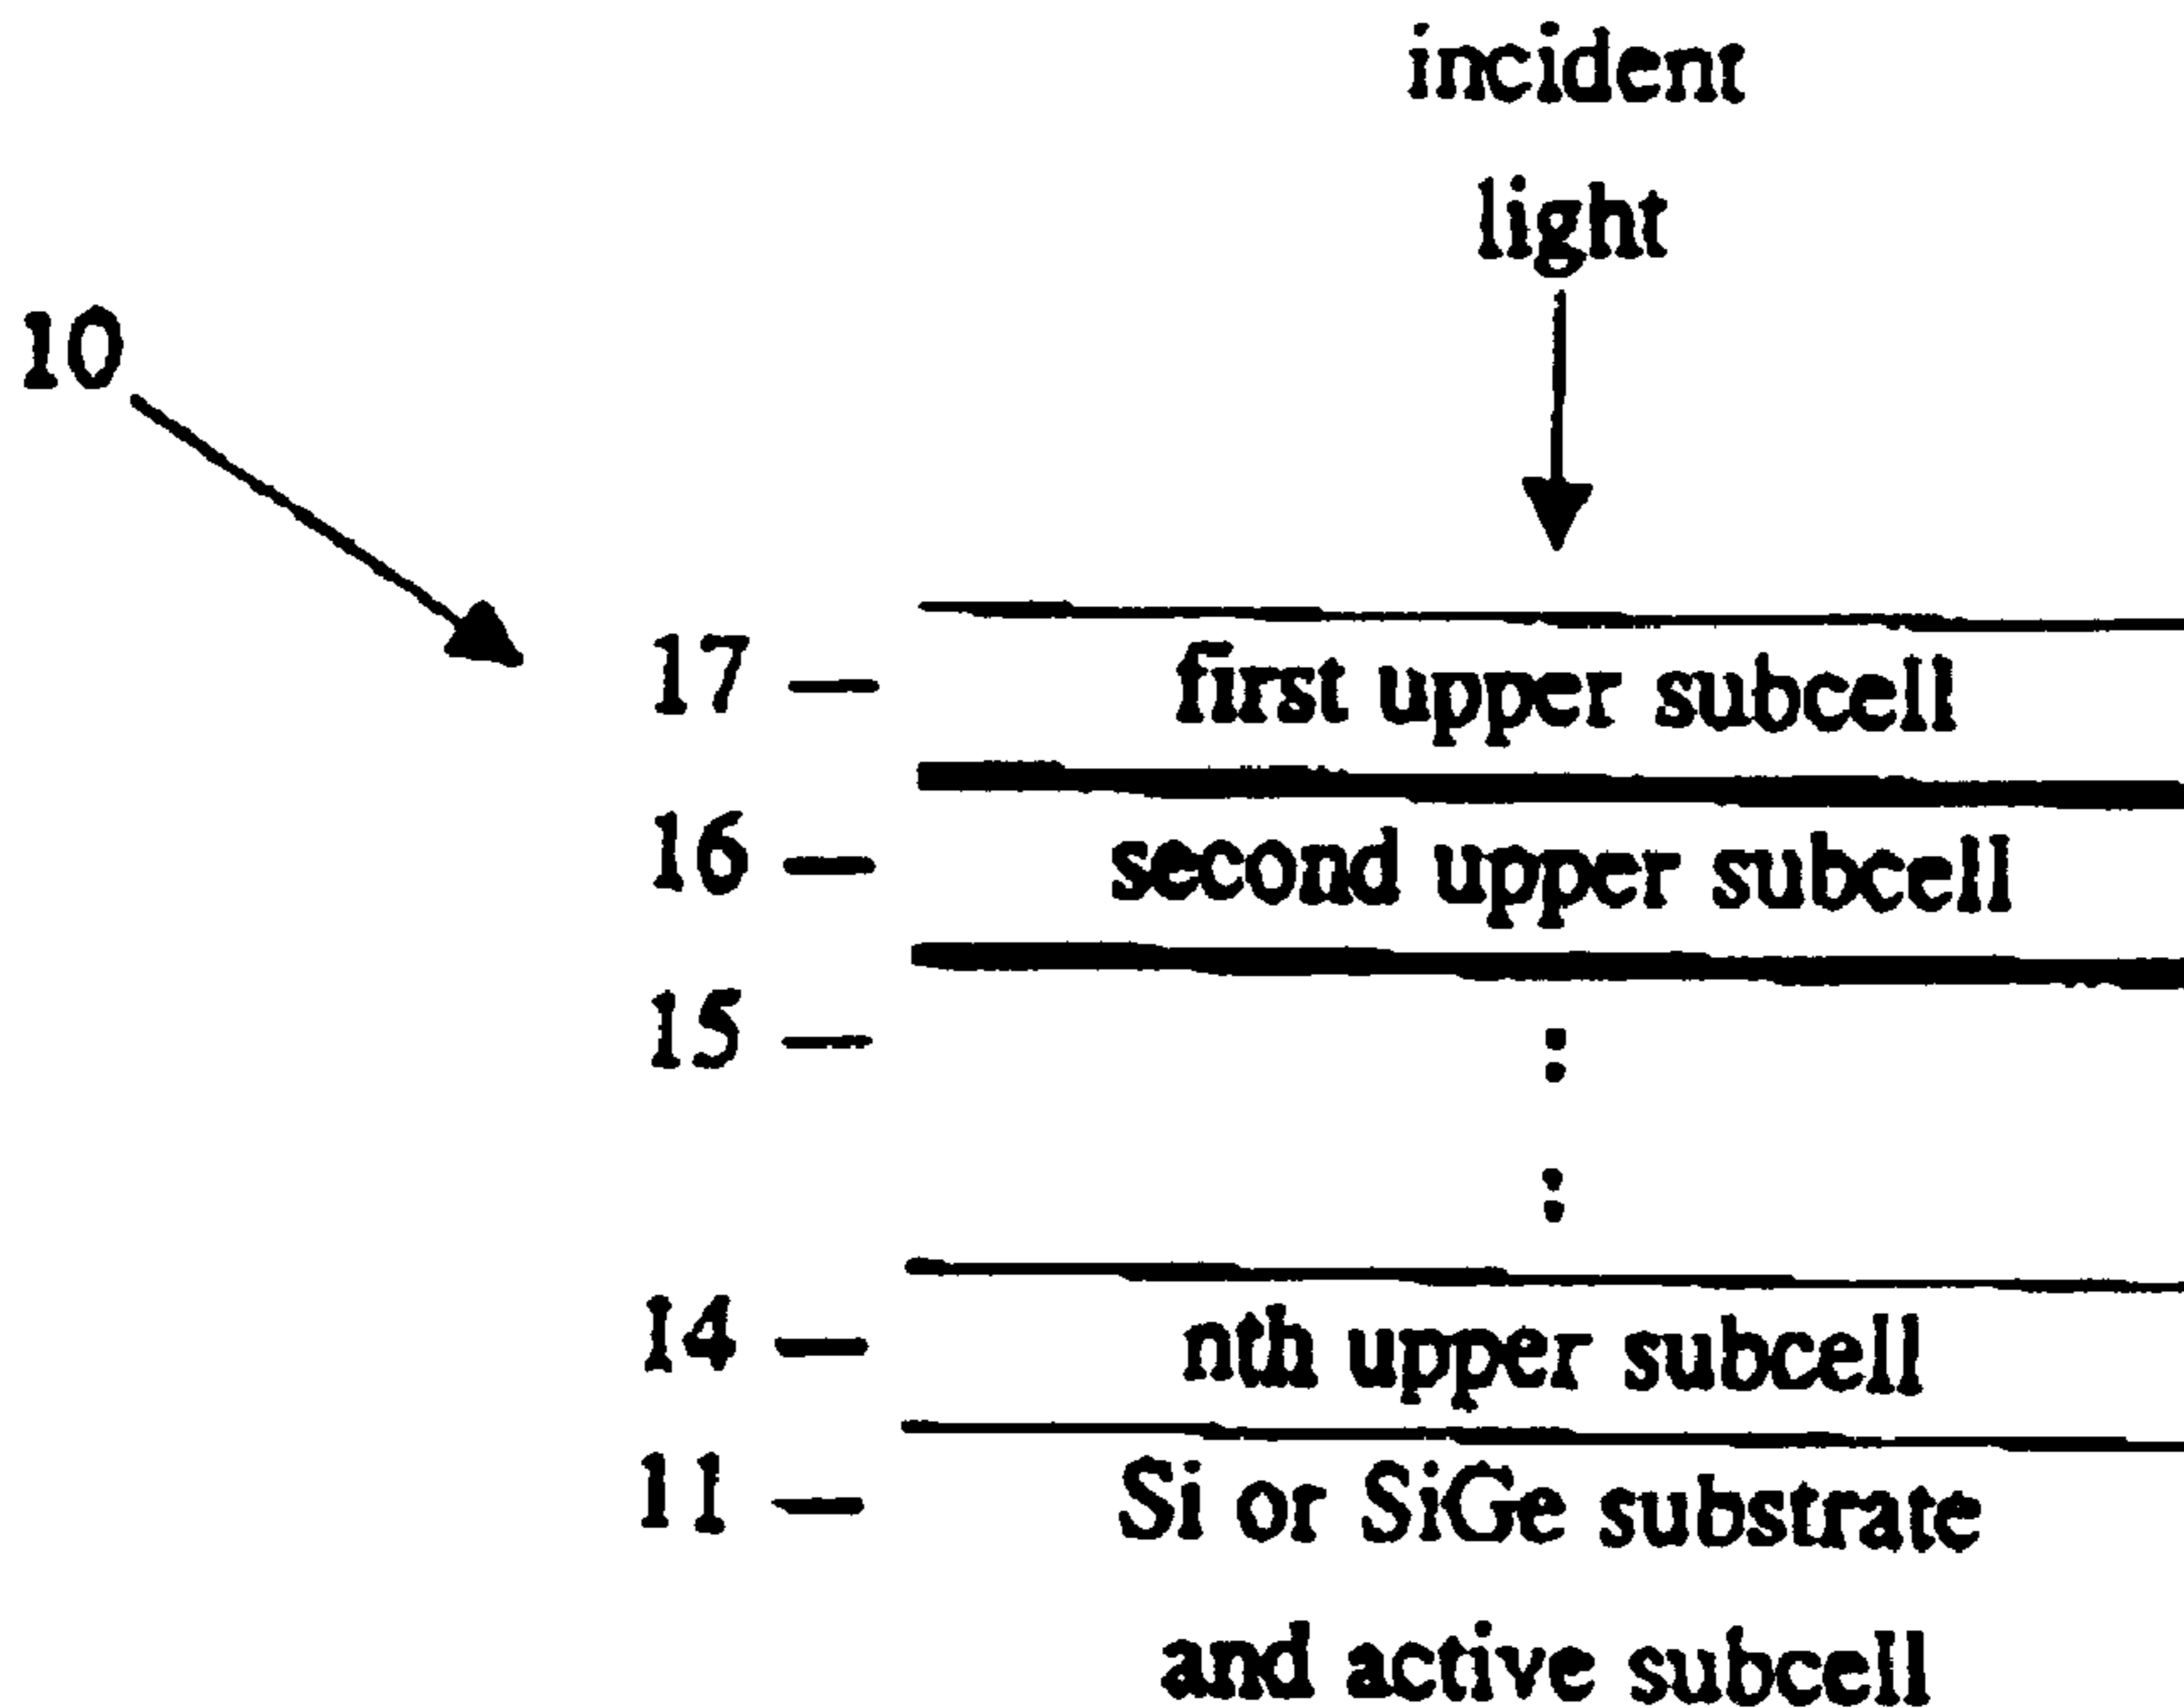 incident
light
10
17 — first upper subcell
16 — second upper subcell
15 —
14 — nth upper subcell
11 — Si or SiGe substrate
and active subcell